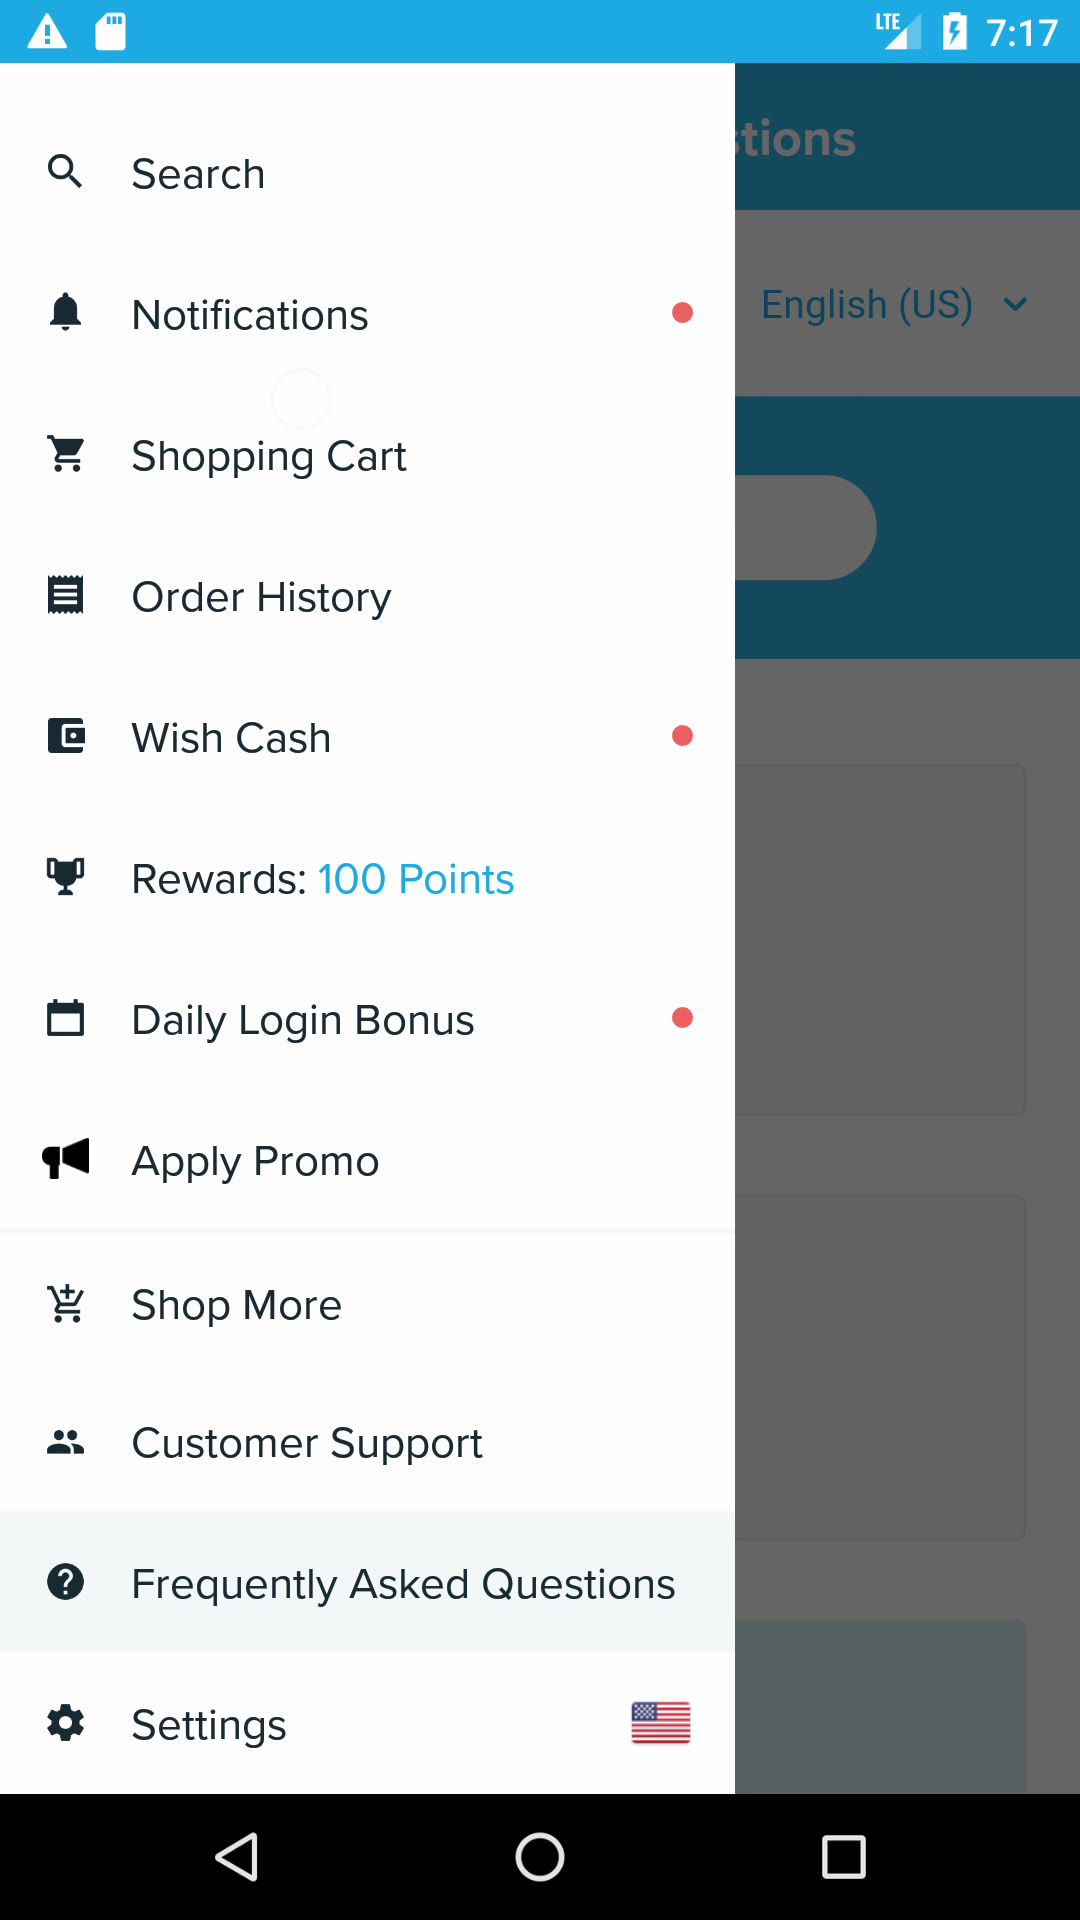 LTE 7:17
stions
Search
Notifications
English (US)
Shopping Cart
Order History
Wish Cash
Rewards: 100 Points
Daily Login Bonus
Apply Promo
Shop More
Customer Support
Frequently Asked Questions
Settings